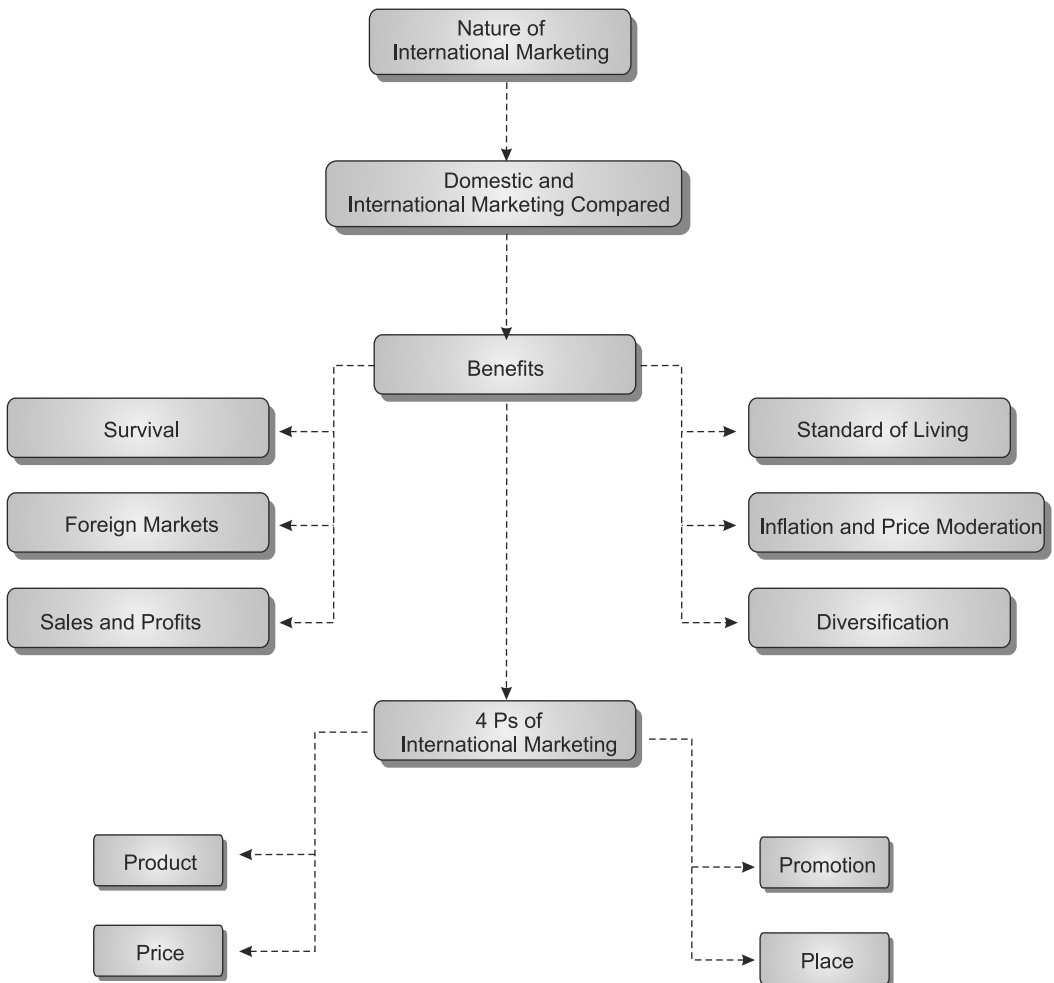 Nature of
International Marketing
Domestic and
International Marketing Compared
Benefits
Survival
Standard of Living
Foreign Markets
Inflation and Price Moderation
Sales and Profits
Diversification
4 Ps of
International Marketing
Product
Promotion
Price
Place